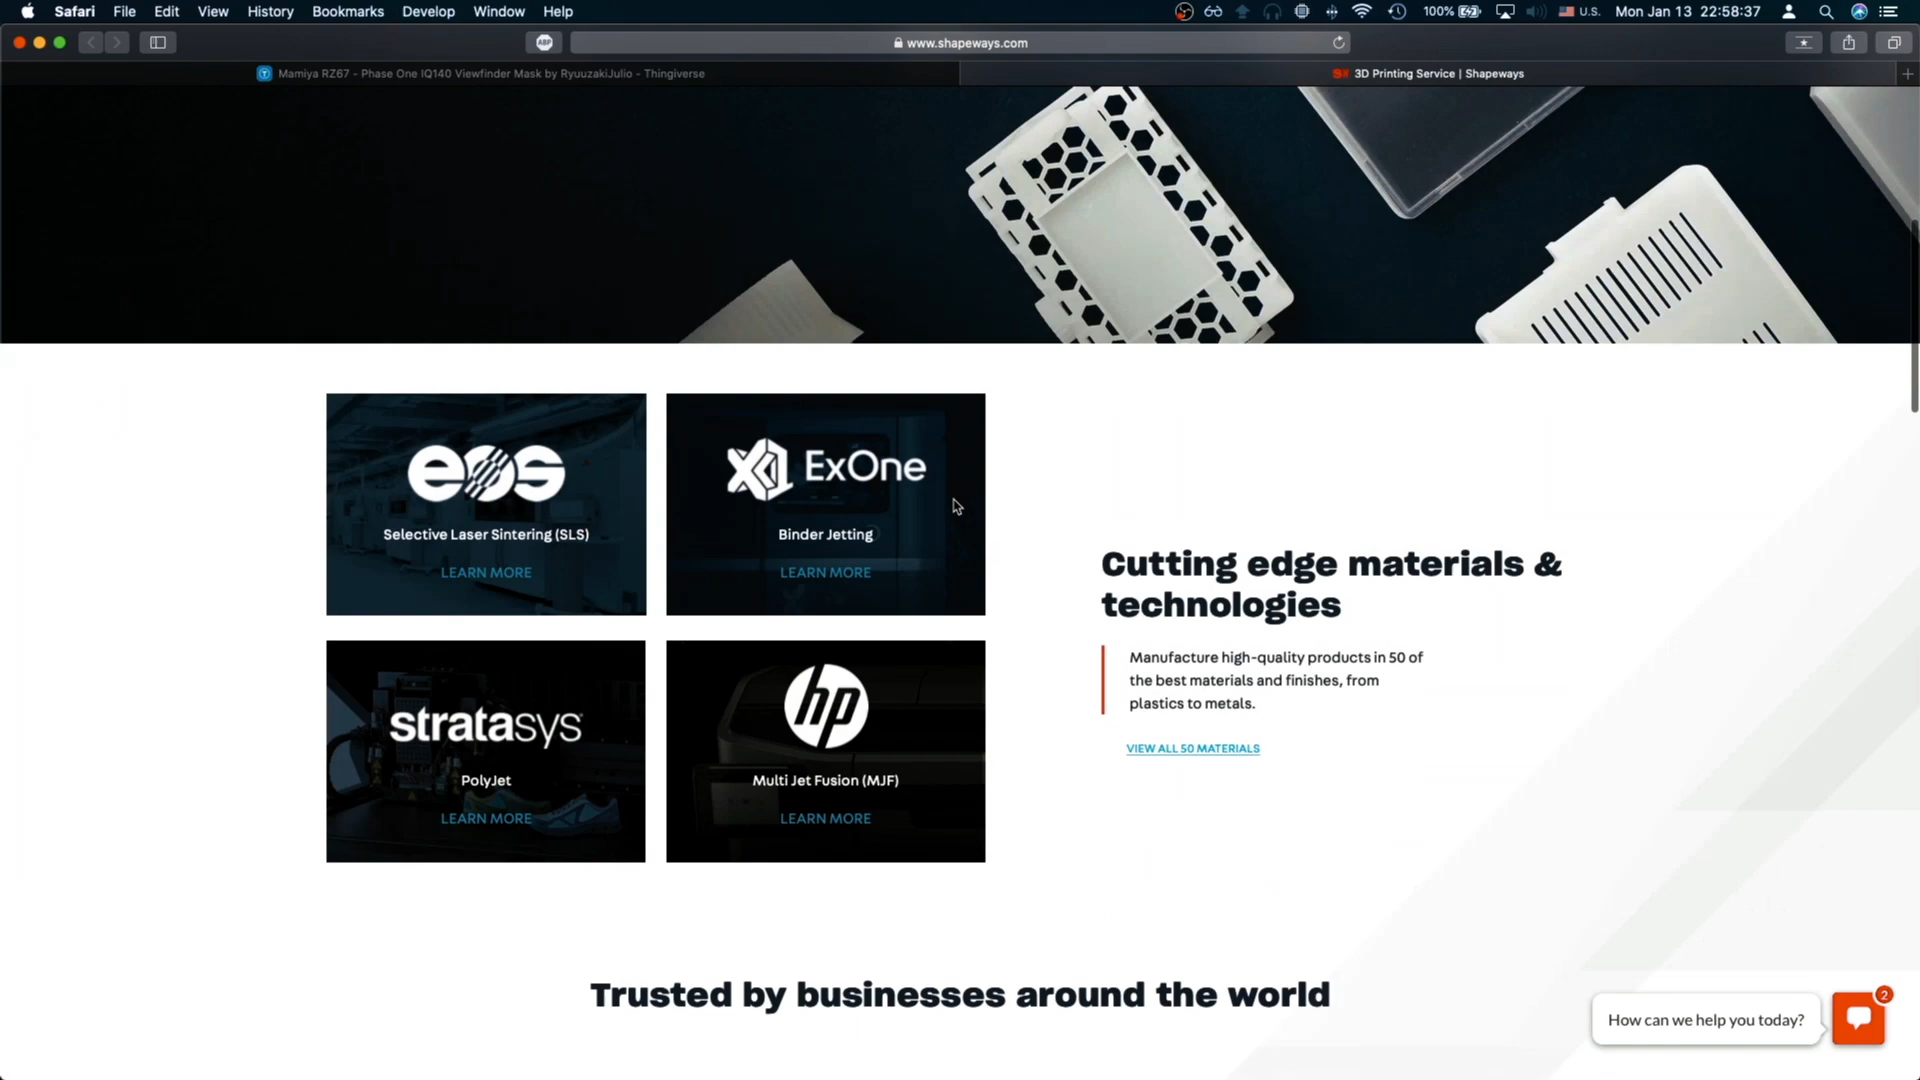 Safari File Edit View History Bookmarks Develop Window Help 100% U.S. Mon Jan 13 22:58:37
ABP www.shapeways.com
Mamiya RZ67 - Phase One IQ140 Viewfinder Mask by RyuuzakiJulio - Thingiverse
3D Printing Service | Shapeways
eos
Selective Laser Sintering (SLS)
LEARN MORE
ExOne
Binder Jetting
LEARN MORE
stratasys
PolyJet
LEARN MORE
hp
Multi Jet Fusion (MJF)
LEARN MORE
Cutting edge materials &
technologies
Manufacture high-quality products in 50 of
the best materials and finishes, from
plastics to metals.
VIEW ALL 50 MATERIALS
Trusted by businesses around the world
How can we help you today?
2